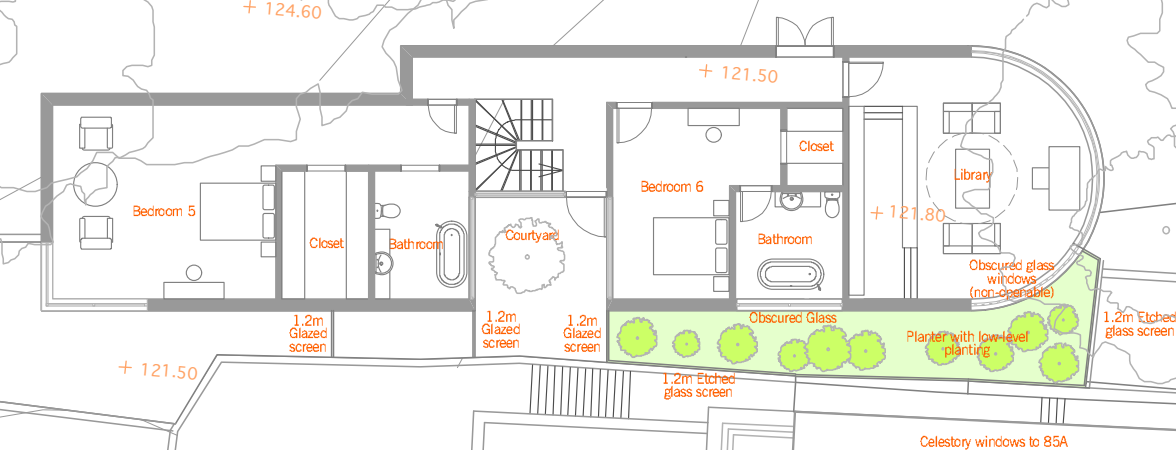 + 124.60
+ 121.50
Closet
Library
Bedroom 6
Bedroom 5
+ 121.80
Courtyard
Closet
Bathroom
Bathroom
Obscured glass
windows
(non-openable)
1.2m
Glazed
screen
1.2m
Glazed
screen
1.2m
Glazed
screen
Obscured Glass
1.2m Etched
glass screen
Planter with low-level
planting
+ 121.50
1.2m Etched
glass screen
Celestory windows to 85A